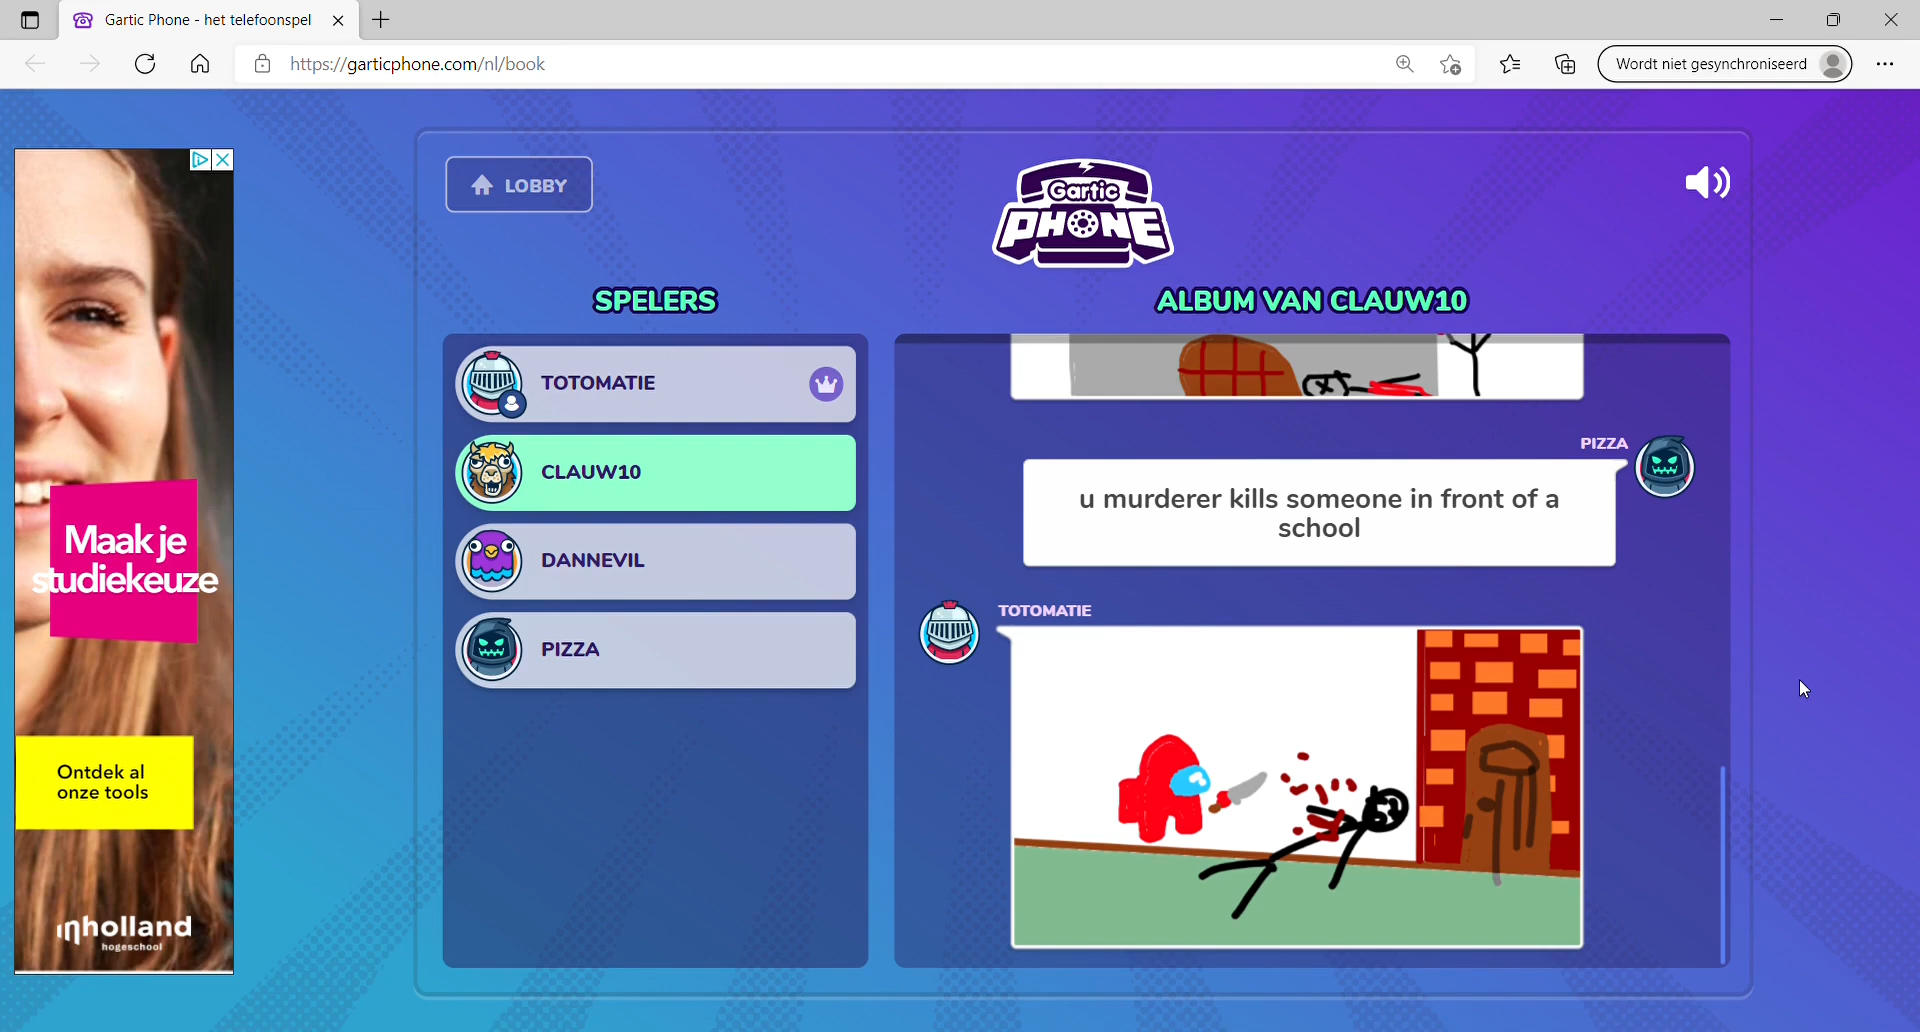 Gartic Phone - het telefoonspel
https://garticphone.com/nl/book
Wordt niet gesynchroniseerd
LOBBY
Gartic
PHONE
SPELERS
ALBUM VAN CLAUW10
TOTOMATIE
CLAUW10
DANNEVIL
PIZZA
PIZZA
u murderer kills someone in front of a
school
TOTOMATIE
Maak je
studiekeuze
Ontdek al
onze tools
inholland
hogeschool